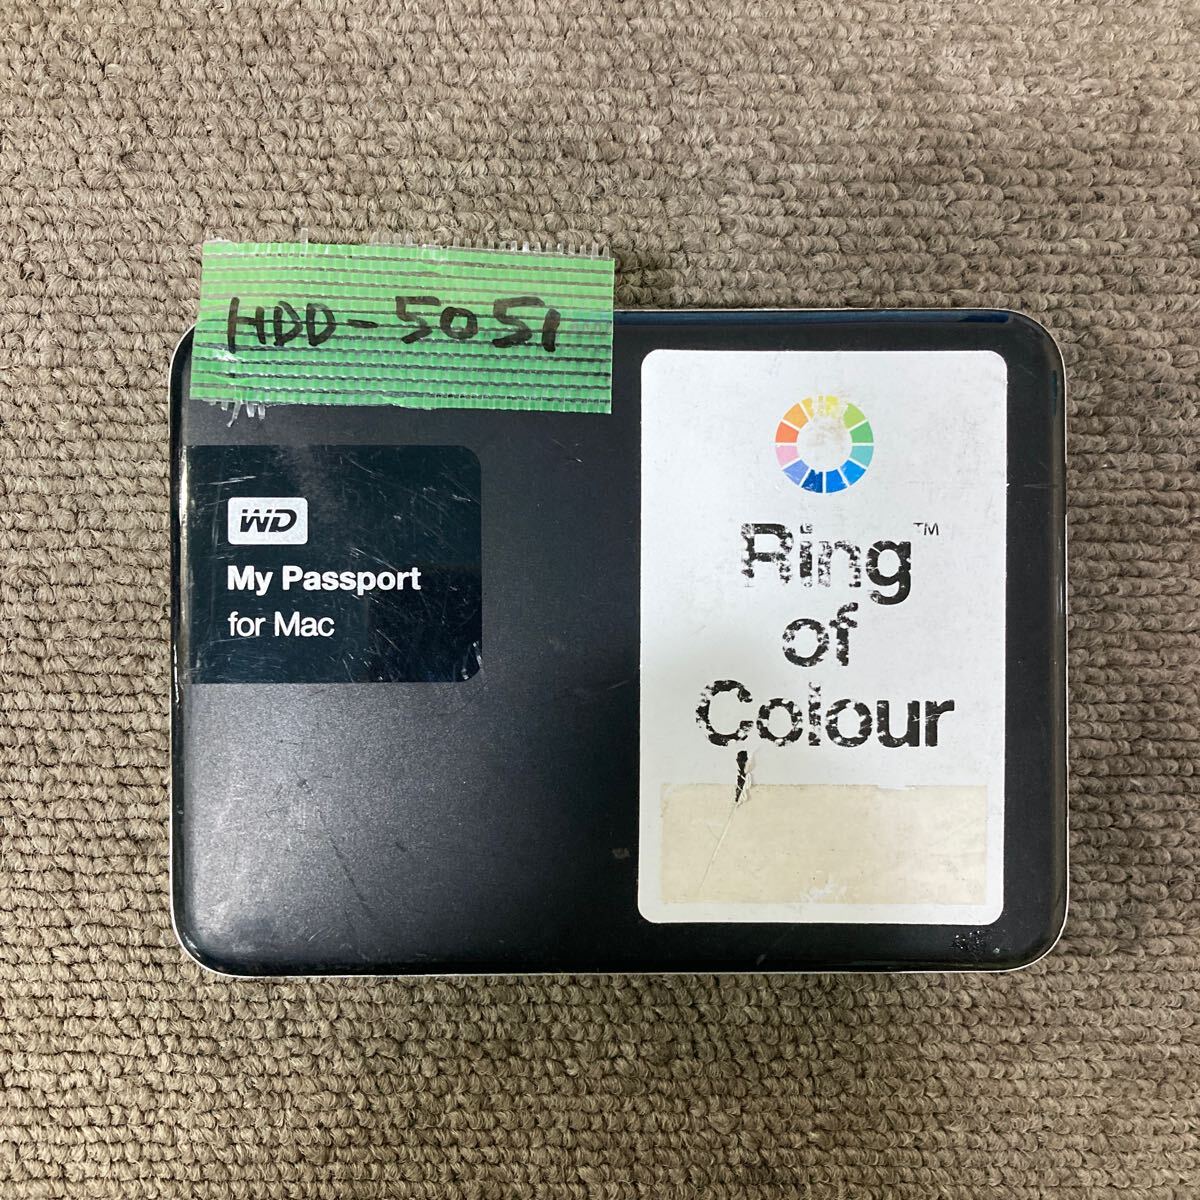 HDD-5051
WD
My Passport
for Mac
Ring™
of
Colour